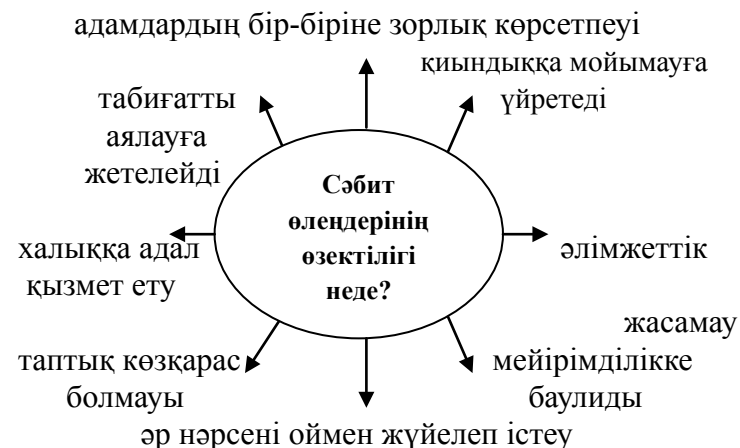 адамдардың бір-біріне зорлық көрсетпеуі
қиындыққа мойымауға
үйретеді
табиғатты
аялауға
жетелейді
Сәбит
өлеңдерінің
өзектілігі
неде?
халыққа адал
қызмет ету
әлімжеттік
жасамау
таптық көзқарас
болмауы
мейірімділікке
баулиды
әр нәрсені оймен жүйелеп істеу